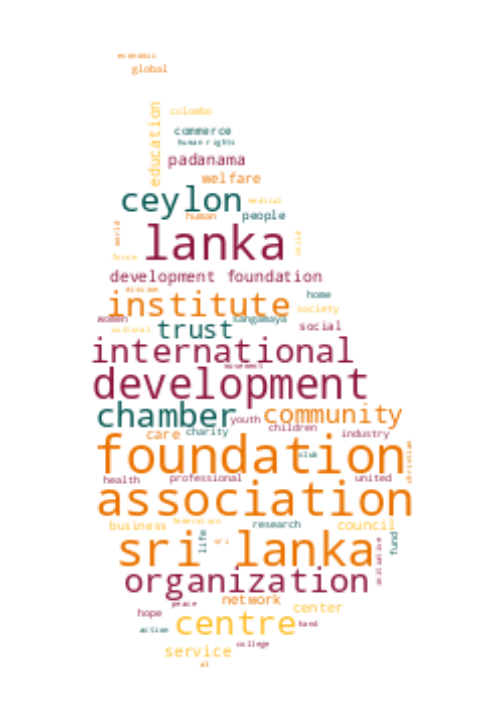 economic
global
education
colombo
commerce
human rights
padanama
welfare
ceylon
medical
human people
world
lanka
child
forum
development foundation
mission
home
institute
society
women
sangamaya
cultural
trust
social
international
movement
development
chamber
youth
community
care
charity
children
industry
foundation
club
christian
health
professional
united
association
business
federation
research
council
life
sri
fund
sri lanka
initiative
organization
peace
network
hope
center
centre
action
hand
college
service
al